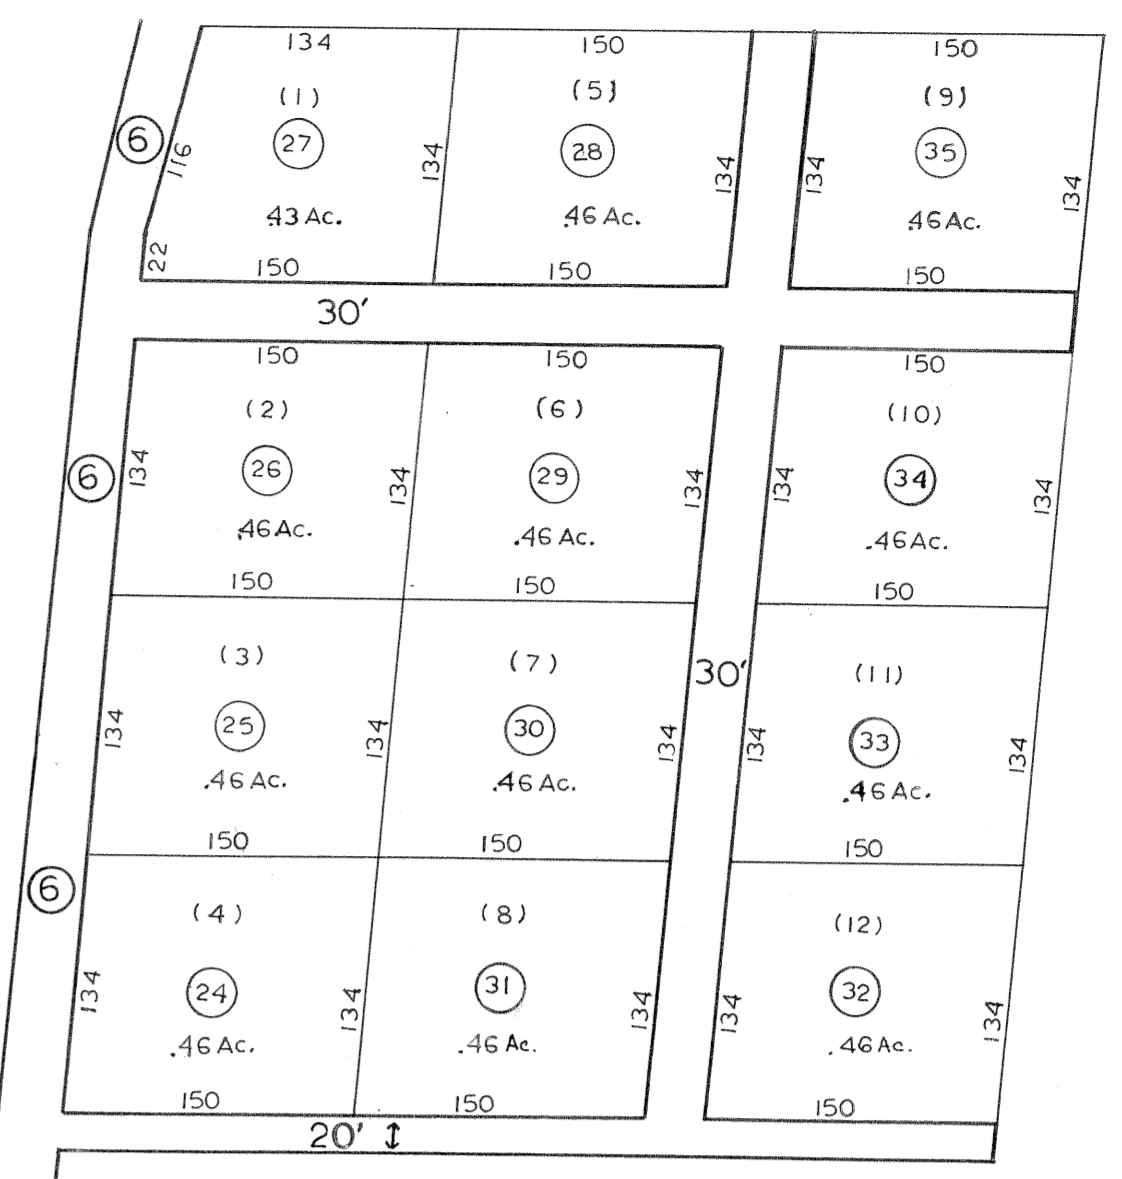 134 150 150
(1) (5) (9)
6 27 28 35
116 134 134 134 134
.43 Ac. .46 Ac. .46 Ac.
22 150 150 150
30'
150 150 150
(2) (6) (10)
6 134 26 134 29 134 134 34 134
.46 Ac. .46 Ac. .46 Ac.
150 150 150
(3) (7) 30' (11)
134 25 134 30 134 134 33 134
.46 Ac. .46 Ac. .46 Ac.
150 150 150
6 (4) (8) (12)
134 24 134 31 134 134 32 134
.46 Ac. .46 Ac. .46 Ac.
150 150 150
20'